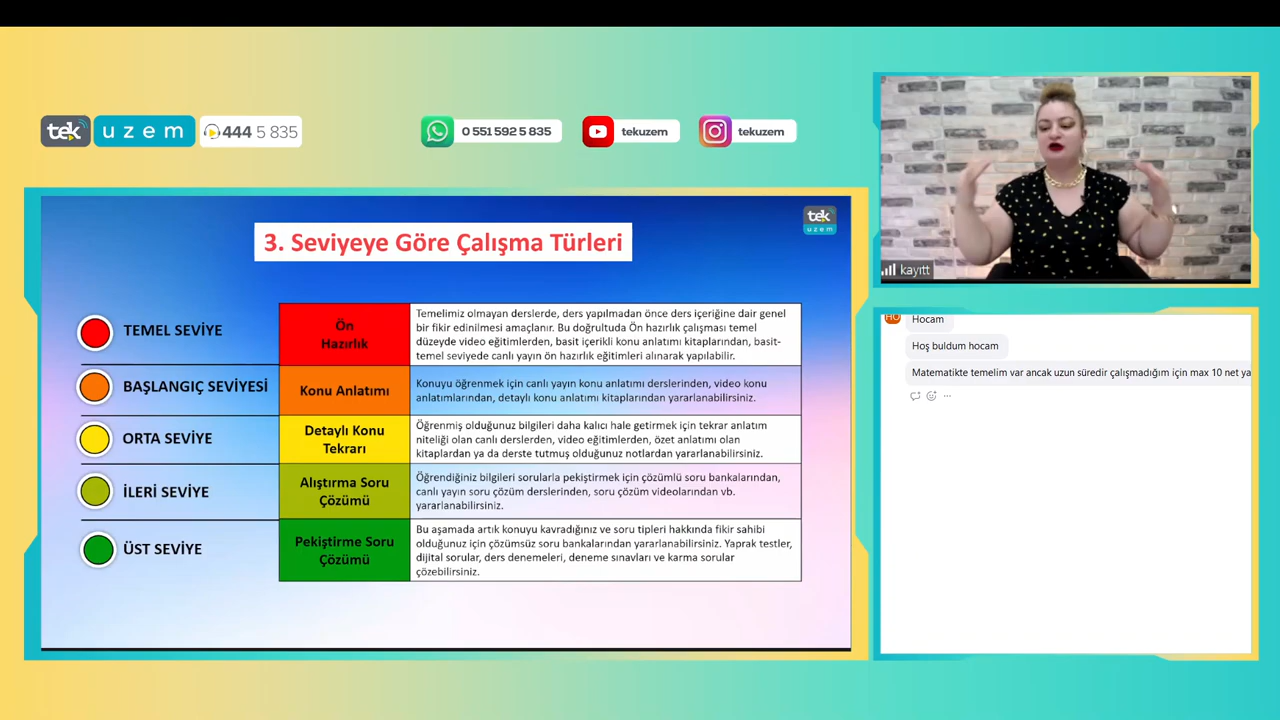 tek uzem 444 5 835
0 551 592 5 835
tekuzem
tekuzem
tek
uzem
3. Seviyeye Göre Çalışma Türleri
TEMEL SEVİYE
Ön
Hazırlık
Temelimiz olmayan derslerde, ders yapılmadan önce ders içeriğine dair genel
bir fikir edinilmesi amaçlanır. Bu doğrultuda Ön hazırlık çalışması temel
düzeyde video eğitimlerden, basit içerikli konu anlatımı kitaplarından, basit-
temel seviyede canlı yayın ön hazırlık eğitimleri alınarak yapılabilir.
BAŞLANGIÇ SEVİYESİ
Konu Anlatımı
Konuyu öğrenmek için canlı yayın konu anlatımı derslerinden, video konu
anlatımlarından, detaylı konu anlatımı kitaplarından yararlanabilirsiniz.
ORTA SEVİYE
Detaylı Konu
Tekrarı
Öğrenmiş olduğunuz bilgileri daha kalıcı hale getirmek için tekrar anlatım
niteliği olan canlı derslerden, video eğitimlerden, özet anlatımı olan
kitaplardan ya da derste tutmuş olduğunuz notlardan yararlanabilirsiniz.
İLERİ SEVİYE
Alıştırma Soru
Çözümü
Öğrendiğiniz bilgileri sorularla pekiştirmek için çözümlü soru bankalarından,
canlı yayın soru çözüm derslerinden, soru çözüm videolarından vb.
yararlanabilirsiniz.
ÜST SEVİYE
Pekiştirme Soru
Çözümü
Bu aşamada artık konuyu kavradığınız ve soru tipleri hakkında fikir sahibi
olduğunuz için çözümsüz soru bankalarından yararlanabilirsiniz. Yaprak testler,
dijital sorular, ders denemeleri, deneme sınavları ve karma sorular
çözebilirsiniz.
kayıtt
HO
Hocam
Hoş buldum hocam
Matematikte temelim var ancak uzun süredir çalışmadığım için max 10 net ya